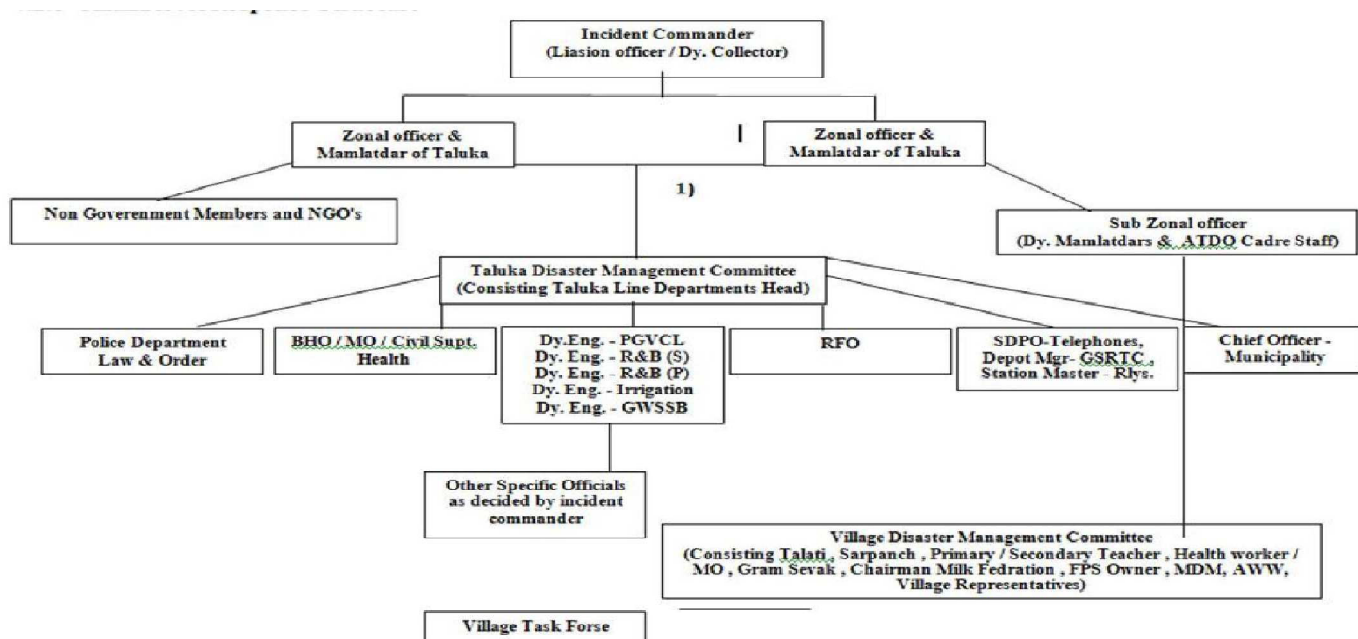 Incident Commander
(Liasion officer / Dy. Collector)
Zonal officer &
Mamlatdar of Taluka
Zonal officer &
Mamlatdar of Taluka
1)
Non Goverenment Members and NGO's
Sub Zonal officer
(Dy. Mamlatdars & ATDO Cadre Staff)
Taluka Disaster Management Committee
(Consisting Taluka Line Departments Head)
Police Department
Law & Order
BHO / MO / Civil Supt.
Health
Dy.Eng. - PGVCL
Dy. Eng. - R&B (S)
Dy. Eng. - R&B (P)
Dy. Eng. - Irrigation
Dy. Eng. - GWSSB
RFO
SDPO-Telephones,
Depot Mgr- GSRTC ,
Station Master - Rlys.
Chief Officer -
Municipality
Other Specific Officials
as decided by incident
commander
Village Disaster Management Committee
(Consisting Talati , Sarpanch , Primary / Secondary Teacher , Health worker /
MO , Gram Sevak , Chairman Milk Fedration , FPS Owner , MDM, AWW,
Village Representatives)
Village Task Forse